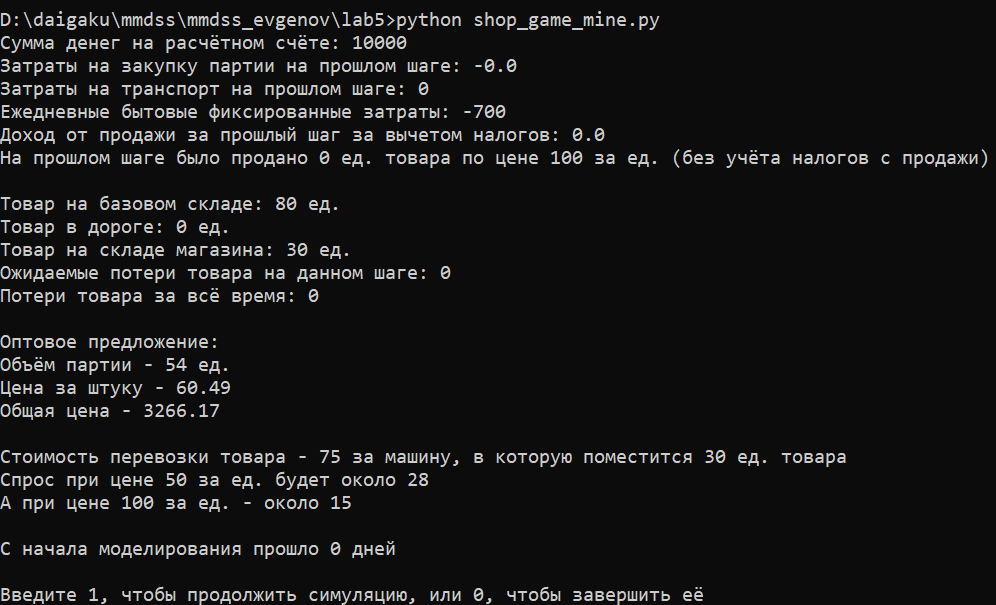 D:\daigaku\mmdss\mmdss_evgenov\lab5>python shop_game_mine.py
Сумма денег на расчётном счёте: 10000
Затраты на закупку партии на прошлом шаге: -0.0
Затраты на транспорт на прошлом шаге: 0
Ежедневные бытовые фиксированные затраты: -700
Доход от продажи за прошлый шаг за вычетом налогов: 0.0
На прошлом шаге было продано 0 ед. товара по цене 100 за ед. (без учёта налогов с продажи)
Товар на базовом складе: 80 ед.
Товар в дороге: 0 ед.
Товар на складе магазина: 30 ед.
Ожидаемые потери товара на данном шаге: 0
Потери товара за всё время: 0
Оптовое предложение:
Объём партии - 54 ед.
Цена за штуку - 60.49
Общая цена - 3266.17
Стоимость перевозки товара - 75 за машину, в которую поместится 30 ед. товара
Спрос при цене 50 за ед. будет около 28
А при цене 100 за ед. - около 15
С начала моделирования прошло 0 дней
Введите 1, чтобы продолжить симуляцию, или 0, чтобы завершить её